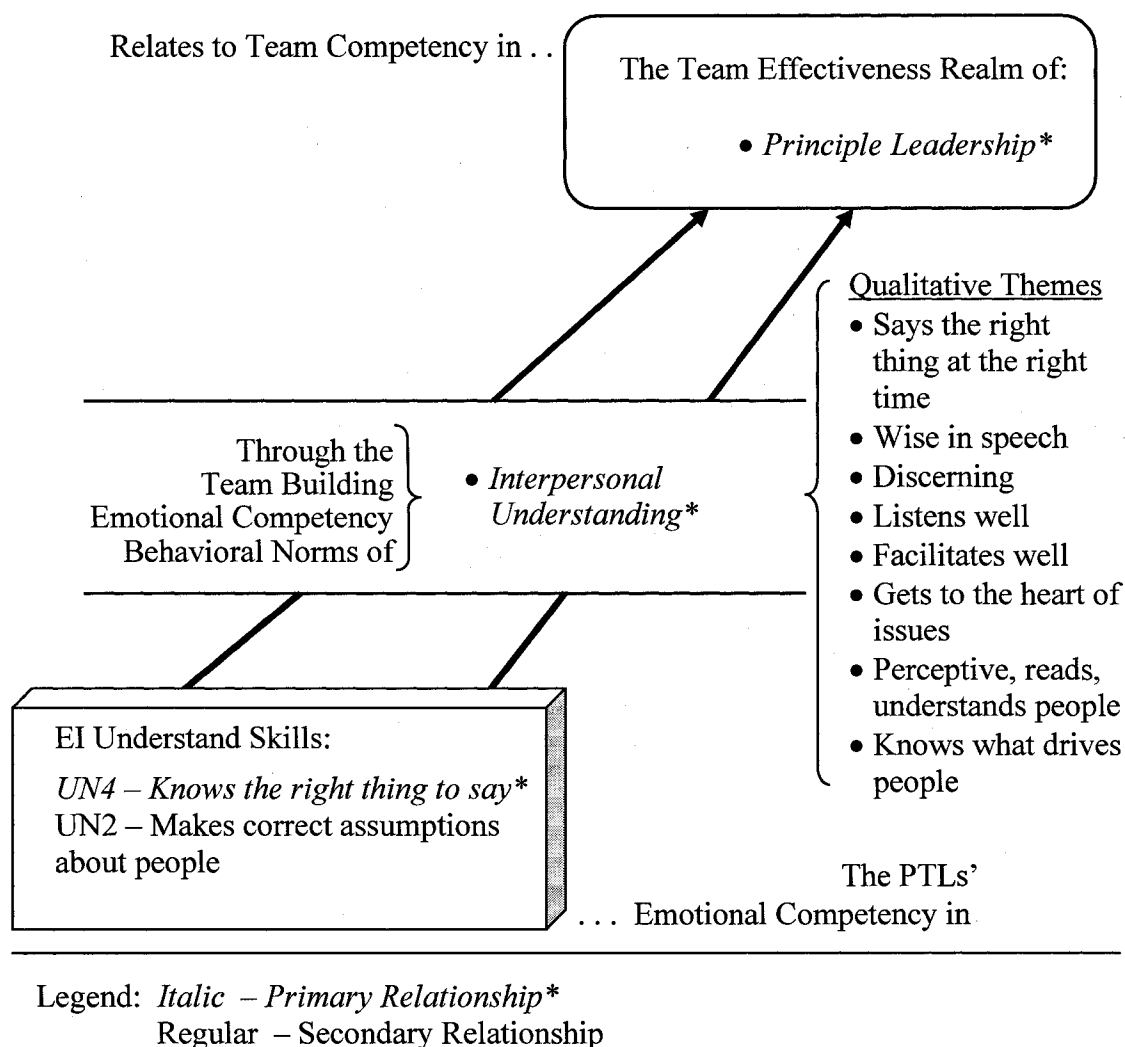 Relates to Team Competency in . .
The Team Effectiveness Realm of:
• Principle Leadership*
Qualitative Themes
• Says the right
thing at the right
time
• Wise in speech
• Discerning
• Listens well
• Facilitates well
• Gets to the heart of
issues
• Perceptive, reads,
understands people
• Knows what drives
people
Through the
Team Building
Emotional Competency
Behavioral Norms of
• Interpersonal
Understanding*
EI Understand Skills:
UN4 – Knows the right thing to say*
UN2 – Makes correct assumptions
about people
The PTLs'
. . . Emotional Competency in
Legend: Italic – Primary Relationship*
Regular – Secondary Relationship